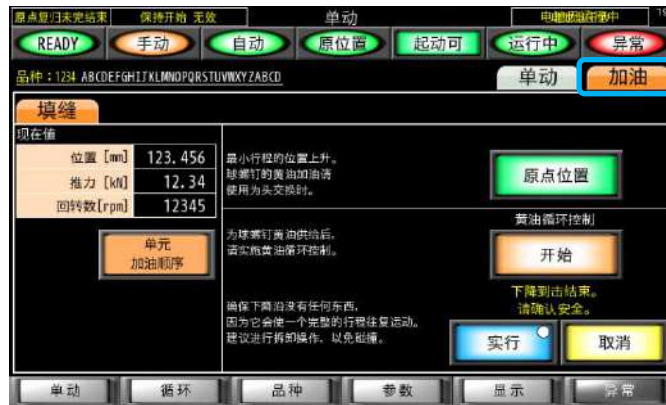 原点复归未完结束 保持开始 无效 单动
READY 手动 自动 原位置 起动可 运行中 异常
品种：1234 ABCDEFGHIJKLMNOPQRSTUVWXYZABCD 单动 加油
填缝
现在值
位置 [mm] 123.456
推力 [kN] 12.34
回转数[rpm] 12345
单元
加油顺序
最小行程的位置上升。
球螺钉的黄油加油请
使用为头交换时。
原点位置
为球螺钉黄油供给后，
请实施黄油循环控制。
黄油循环控制
开始
确保下降沿没有任何东西，
因为它会使一个完整的行程往复运动。
建议进行拆卸操作，以免碰撞。
下降到击结束。
请确认安全。
实行 取消
单动 循环 品种 参数 显示 异常